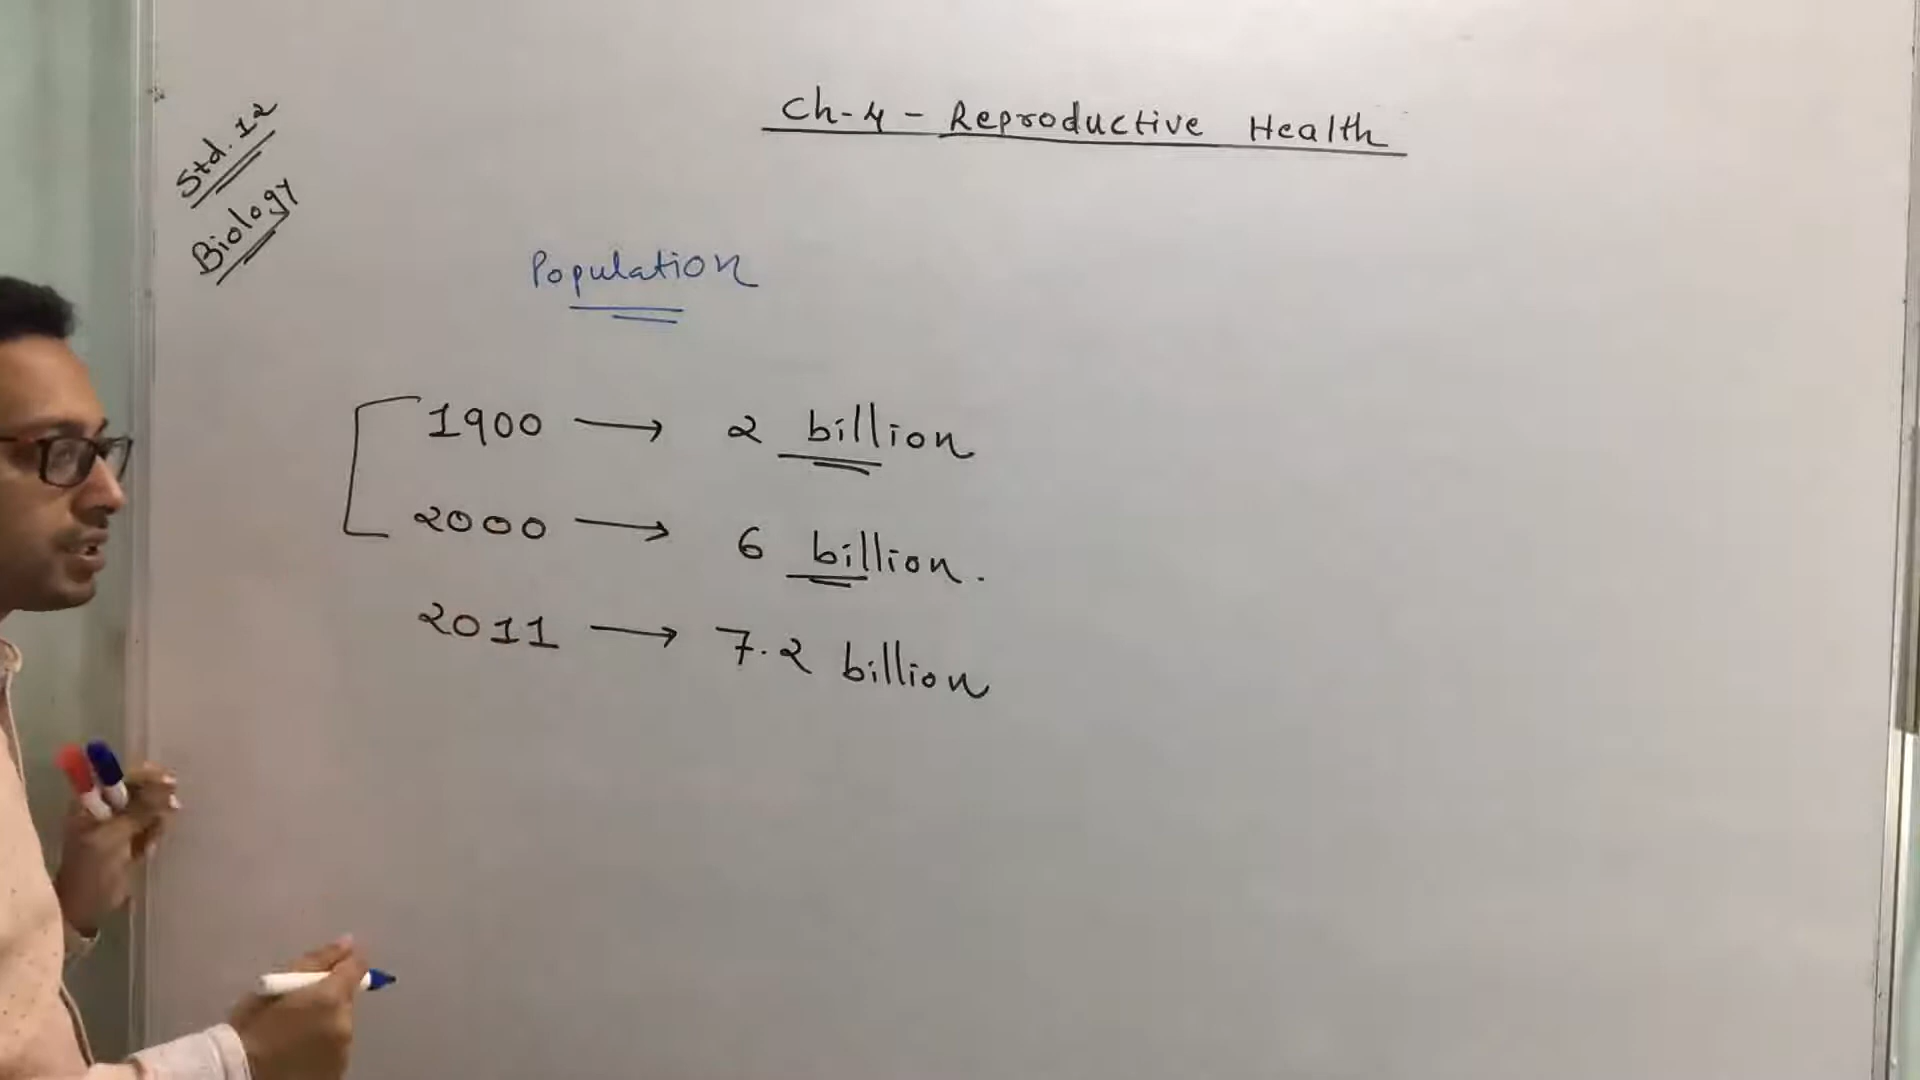 Ch-4 - Reproductive Health
Std. 12
Biology
Population
1900 → 2 billion
2000 → 6 billion.
2011 → 7.2 billion